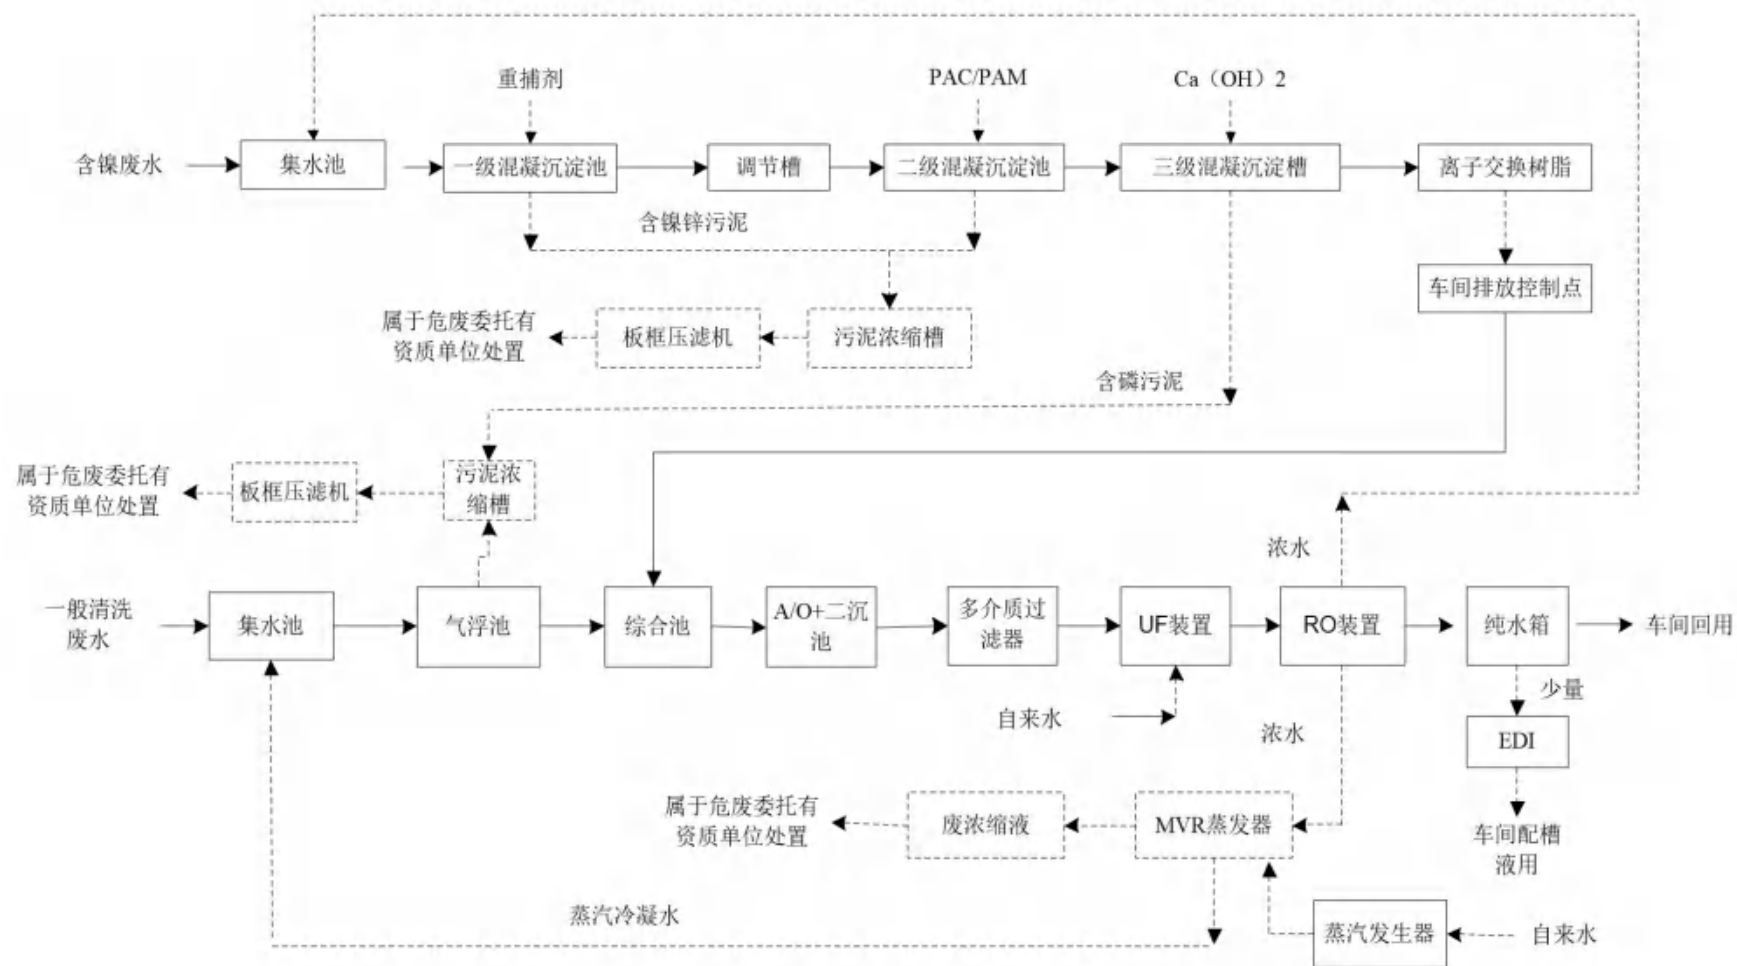 重捕剂
PAC/PAM
Ca（OH）2
含镍废水
集水池
一级混凝沉淀池
调节槽
二级混凝沉淀池
三级混凝沉淀槽
离子交换树脂
含镍锌污泥
车间排放控制点
属于危废委托有
资质单位处置
板框压滤机
污泥浓缩槽
含磷污泥
属于危废委托有
资质单位处置
板框压滤机
污泥浓
缩槽
浓水
一般清洗
废水
集水池
气浮池
综合池
A/O+二沉
池
多介质过
滤器
UF装置
RO装置
纯水箱
车间回用
少量
自来水
浓水
EDI
属于危废委托有
资质单位处置
废浓缩液
MVR蒸发器
车间配槽
液用
蒸汽冷凝水
蒸汽发生器
自来水